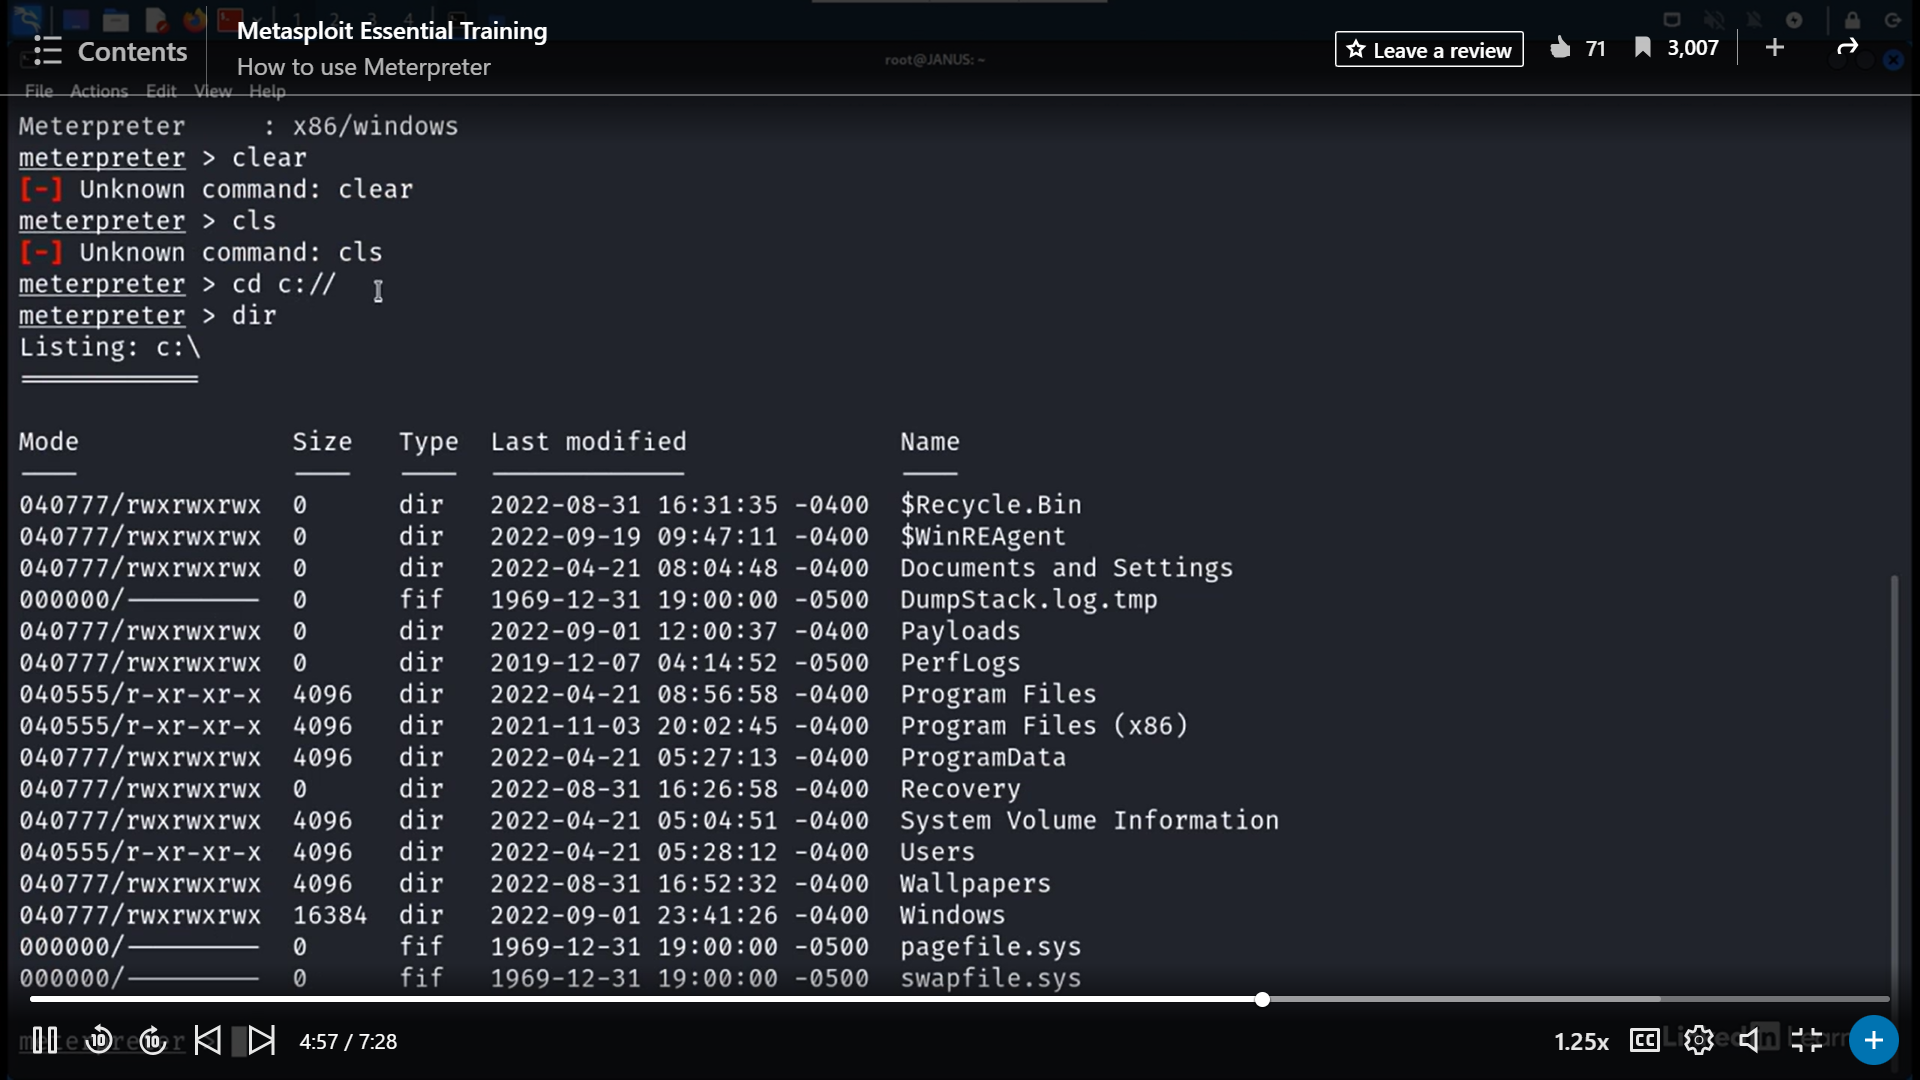 Contents
Metasploit Essential Training
How to use Meterpreter
root@JANUS: ~
Leave a review
71
3,007
File Actions Edit View Help
Meterpreter : x86/windows
meterpreter > clear
[-] Unknown command: clear
meterpreter > cls
[-] Unknown command: cls
meterpreter > cd c://
meterpreter > dir
Listing: c:\
Mode Size Type Last modified Name
040777/rwxrwxrwx 0 dir 2022-08-31 16:31:35 -0400 $Recycle.Bin
040777/rwxrwxrwx 0 dir 2022-09-19 09:47:11 -0400 $WinREAgent
040777/rwxrwxrwx 0 dir 2022-04-21 08:04:48 -0400 Documents and Settings
000000/--------- 0 fif 1969-12-31 19:00:00 -0500 DumpStack.log.tmp
040777/rwxrwxrwx 0 dir 2022-09-01 12:00:37 -0400 Payloads
040777/rwxrwxrwx 0 dir 2019-12-07 04:14:52 -0500 PerfLogs
040555/r-xr-xr-x 4096 dir 2022-04-21 08:56:58 -0400 Program Files
040555/r-xr-xr-x 4096 dir 2021-11-03 20:02:45 -0400 Program Files (x86)
040777/rwxrwxrwx 4096 dir 2022-04-21 05:27:13 -0400 ProgramData
040777/rwxrwxrwx 0 dir 2022-08-31 16:26:58 -0400 Recovery
040777/rwxrwxrwx 4096 dir 2022-04-21 05:04:51 -0400 System Volume Information
040555/r-xr-xr-x 4096 dir 2022-04-21 05:28:12 -0400 Users
040777/rwxrwxrwx 4096 dir 2022-08-31 16:52:32 -0400 Wallpapers
040777/rwxrwxrwx 16384 dir 2022-09-01 23:41:26 -0400 Windows
000000/--------- 0 fif 1969-12-31 19:00:00 -0500 pagefile.sys
000000/--------- 0 fif 1969-12-31 19:00:00 -0500 swapfile.sys
10 10 4:57 / 7:28 1.25x CC